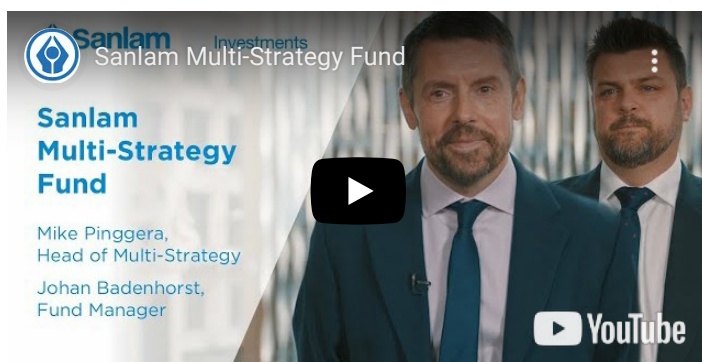 Sanlam Investments
Sanlam Multi-Strategy Fund
Sanlam
Multi-Strategy
Fund
Mike Pinggera,
Head of Multi-Strategy
Johan Badenhorst,
Fund Manager
YouTube